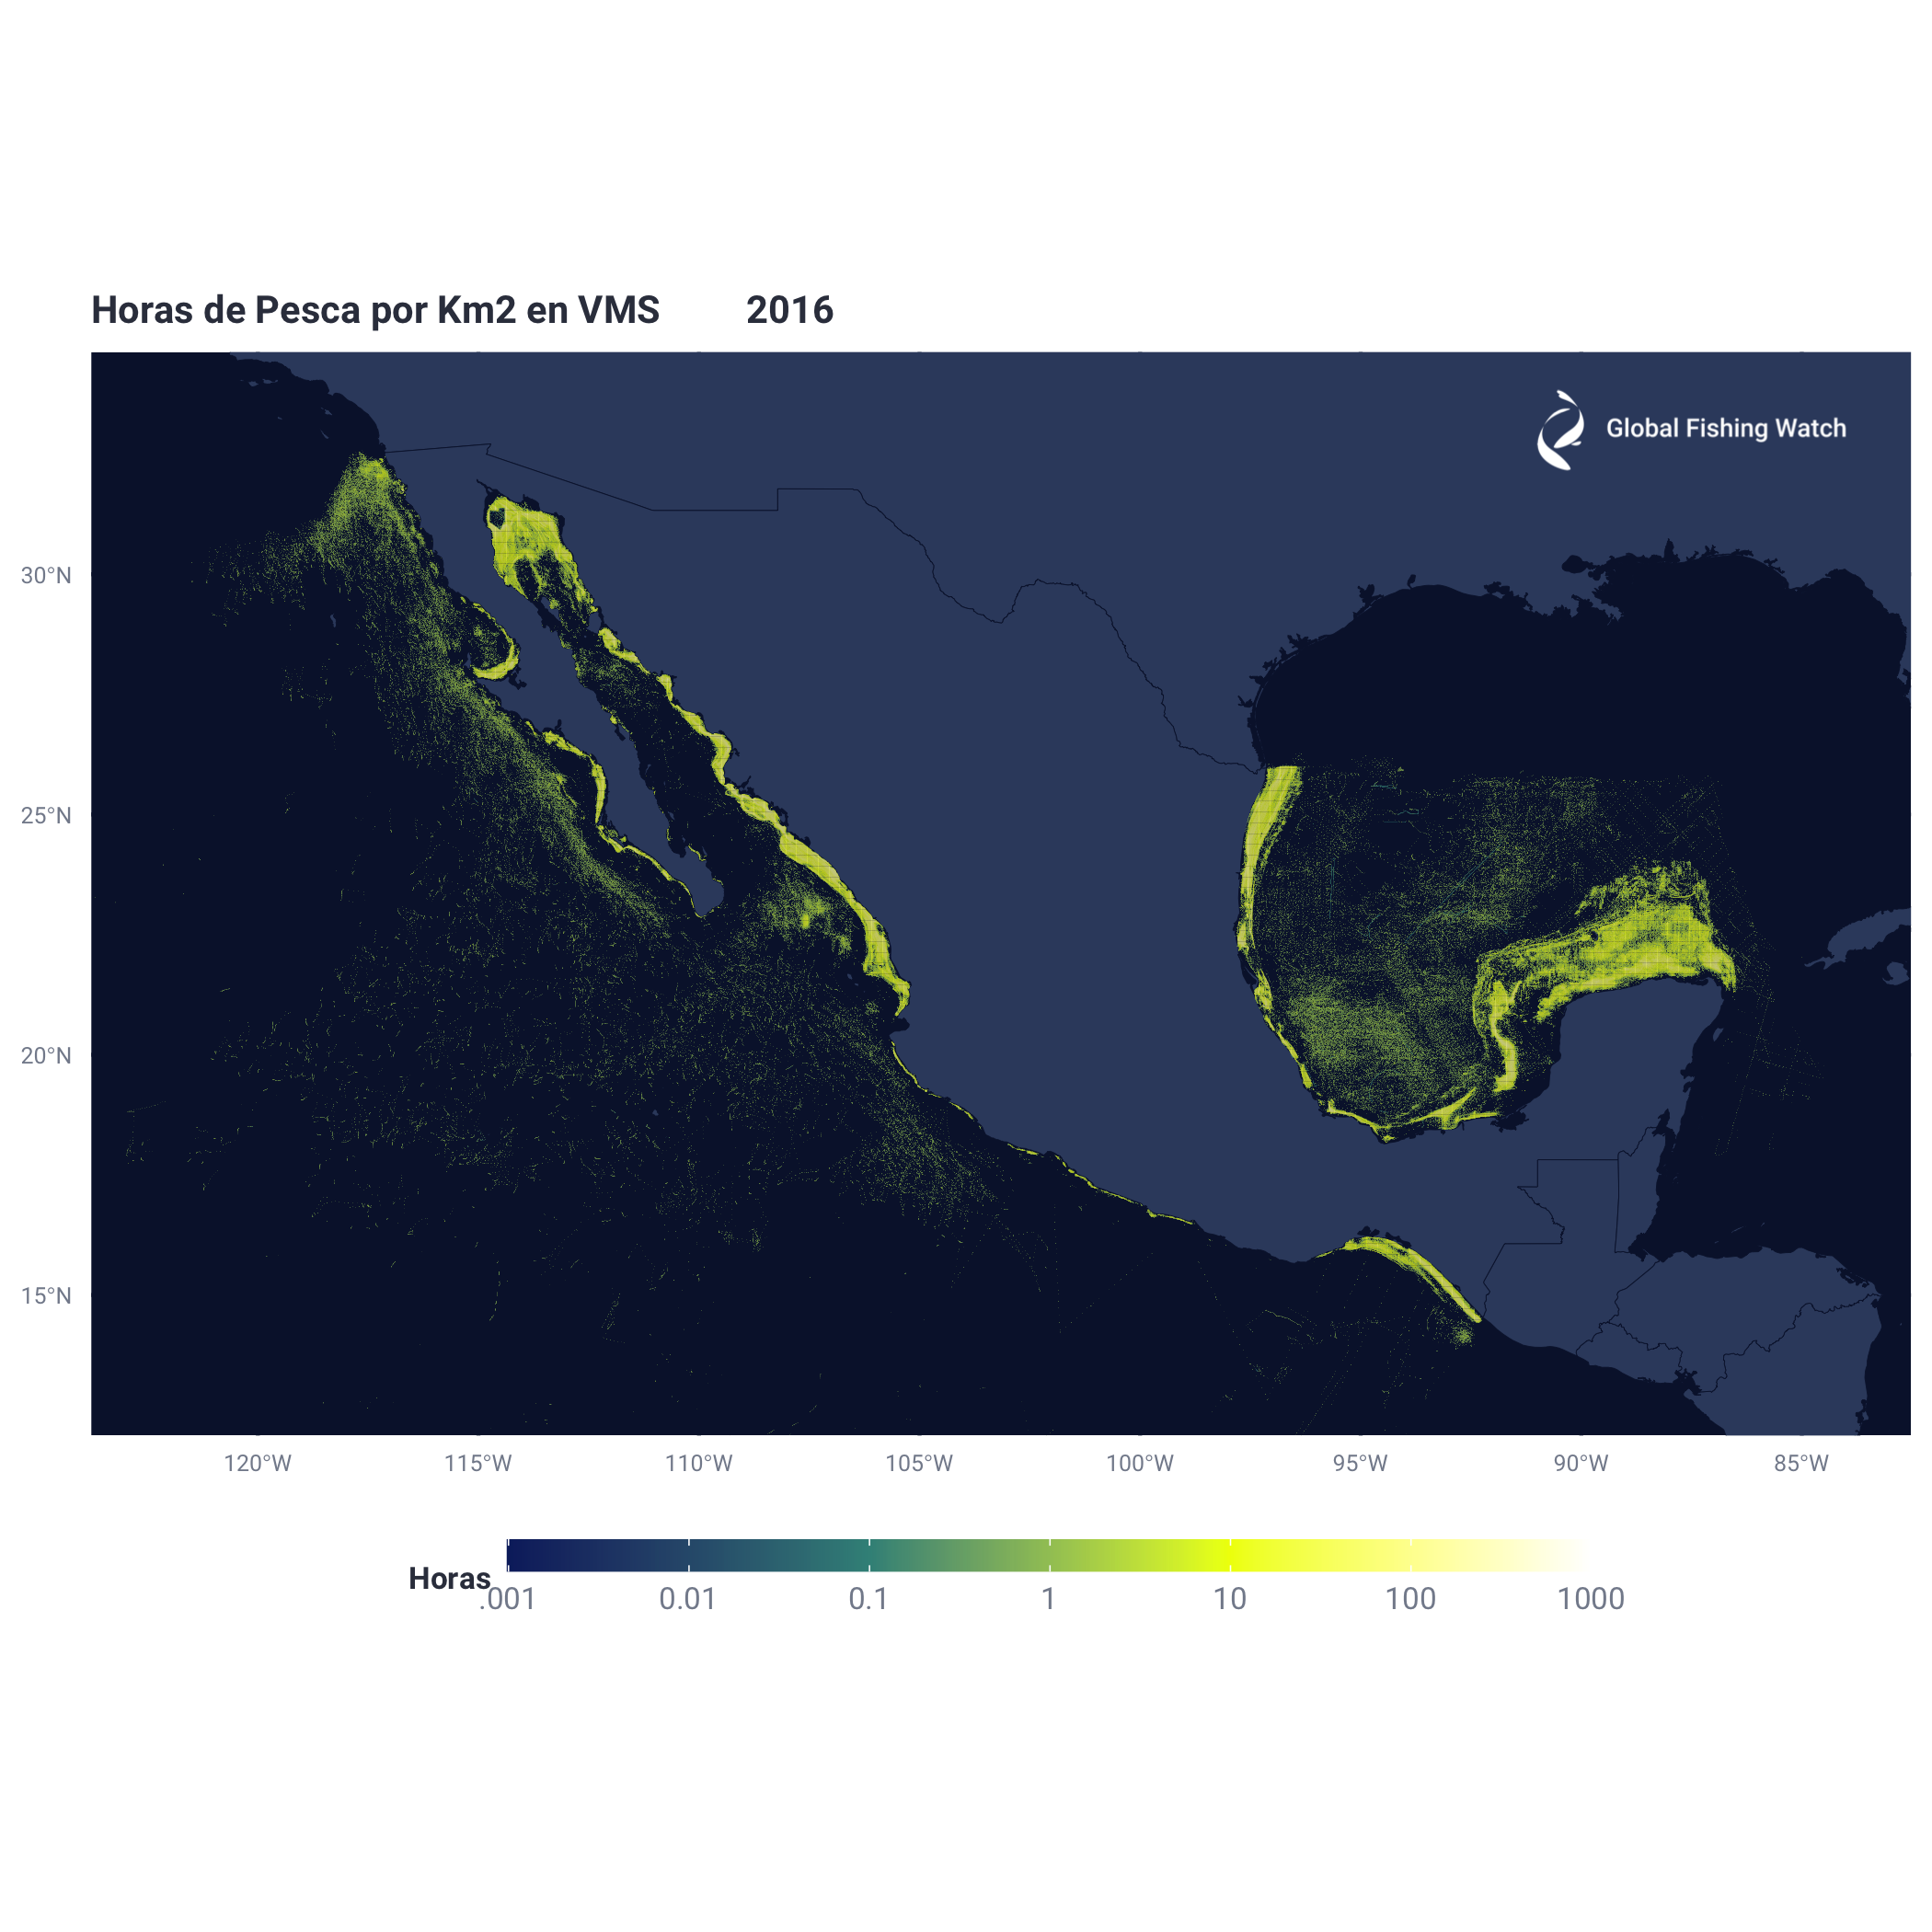 Horas de Pesca por Km2 en VMS 2016
Global Fishing Watch
30°N
25°N
20°N
15°N
120°W 115°W 110°W 105°W 100°W 95°W 90°W 85°W
Horas
.001 0.01 0.1 1 10 100 1000